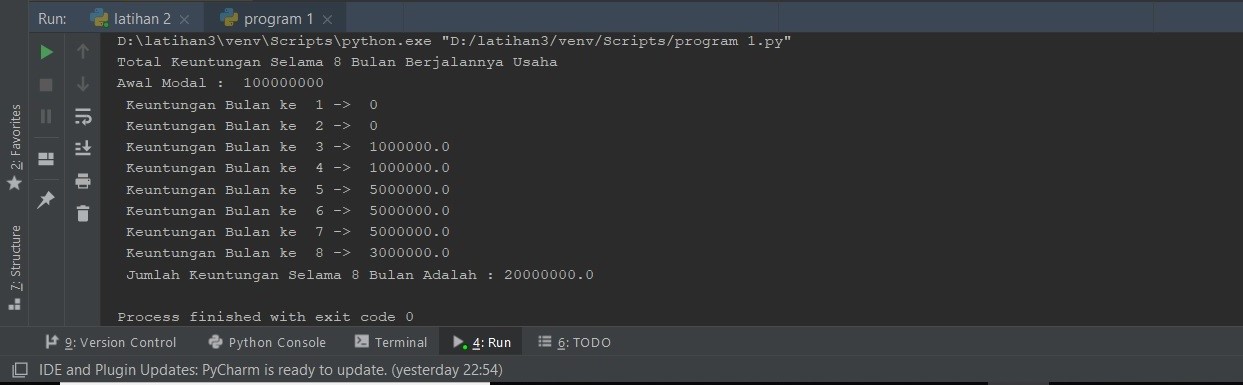 Run: latihan 2 × program 1 ×
D:\latihan3\venv\Scripts\python.exe "D:/latihan3/venv/Scripts/program 1.py"
Total Keuntungan Selama 8 Bulan Berjalannya Usaha
Awal Modal :  100000000
 Keuntungan Bulan ke  1 ->  0
 Keuntungan Bulan ke  2 ->  0
 Keuntungan Bulan ke  3 ->  1000000.0
 Keuntungan Bulan ke  4 ->  1000000.0
 Keuntungan Bulan ke  5 ->  5000000.0
 Keuntungan Bulan ke  6 ->  5000000.0
 Keuntungan Bulan ke  7 ->  5000000.0
 Keuntungan Bulan ke  8 ->  3000000.0
 Jumlah Keuntungan Selama 8 Bulan Adalah : 20000000.0
Process finished with exit code 0
2: Favorites
7: Structure
9: Version Control Python Console Terminal 4: Run 6: TODO
IDE and Plugin Updates: PyCharm is ready to update. (yesterday 22:54)